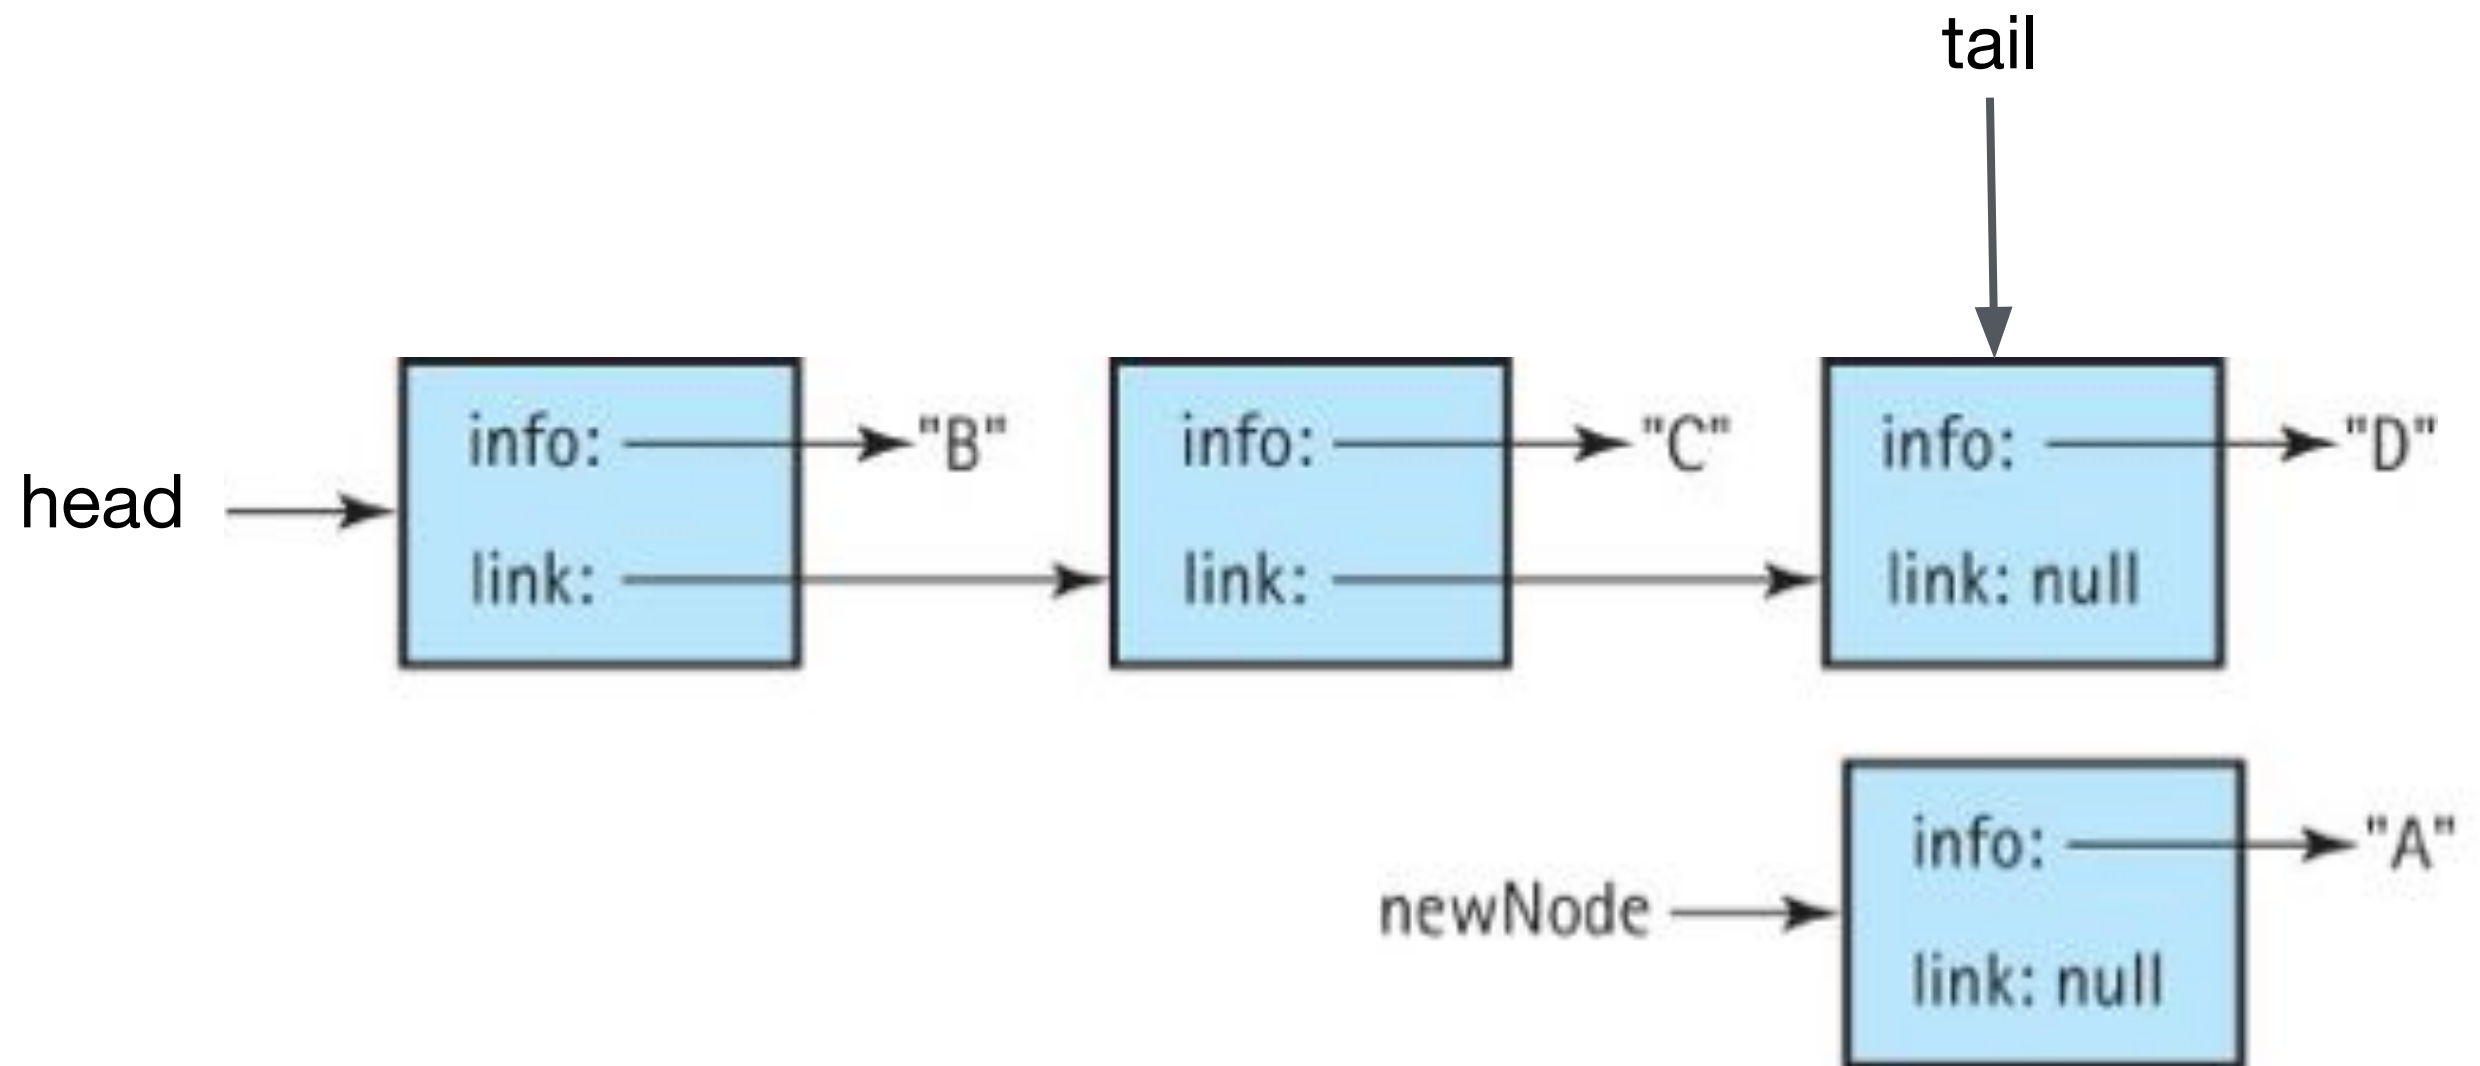 tail
info: "B"
info: "C"
info: "D"
head
link:
link:
link: null
info: "A"
newNode
link: null